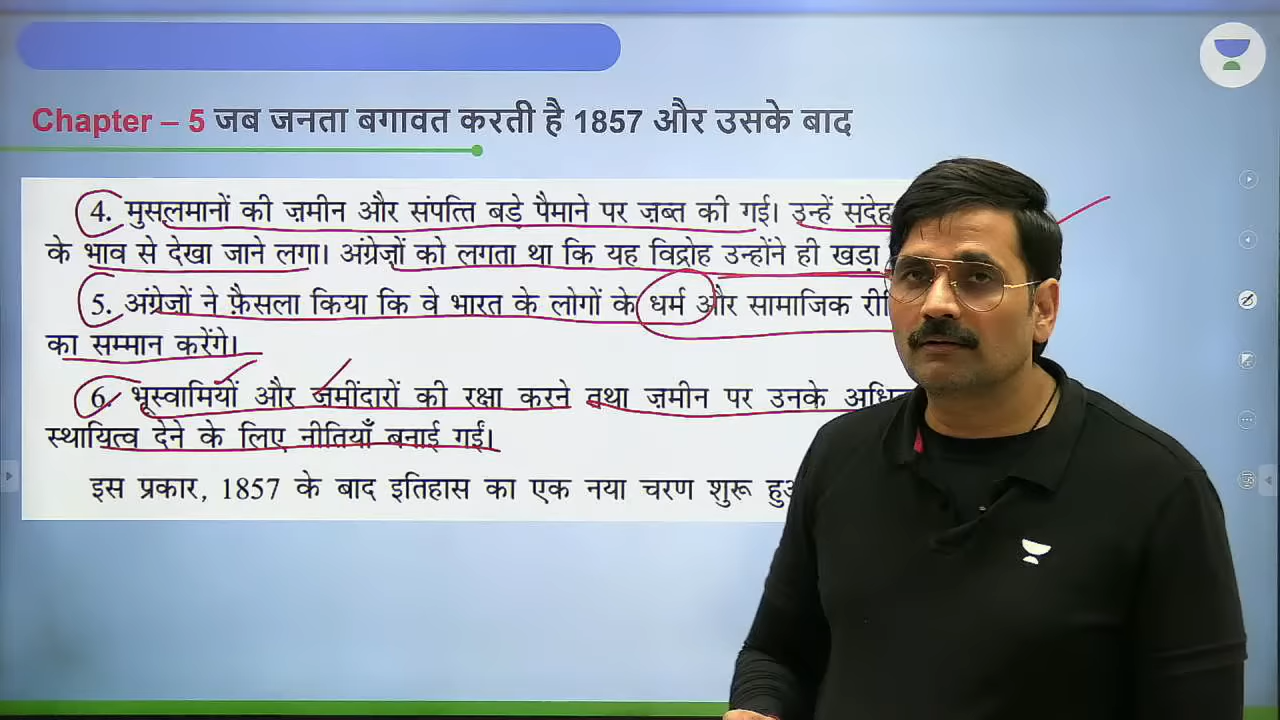 Chapter – 5 जब जनता बगावत करती है 1857 और उसके बाद
4. मुसलमानों की ज़मीन और संपत्ति बड़े पैमाने पर ज़ब्त की गई। उन्हें संदेह
के भाव से देखा जाने लगा। अंग्रेज़ों को लगता था कि यह विद्रोह उन्होंने ही खड़ा
5. अंग्रेजों ने फ़ैसला किया कि वे भारत के लोगों के धर्म और सामाजिक
का सम्मान करेंगे।
6. भूस्वामियों और जमींदारों की रक्षा करने तथा ज़मीन पर उनके
स्थायित्व देने के लिए नीतियाँ बनाई गईं।
इस प्रकार, 1857 के बाद इतिहास का एक नया चरण शुरू